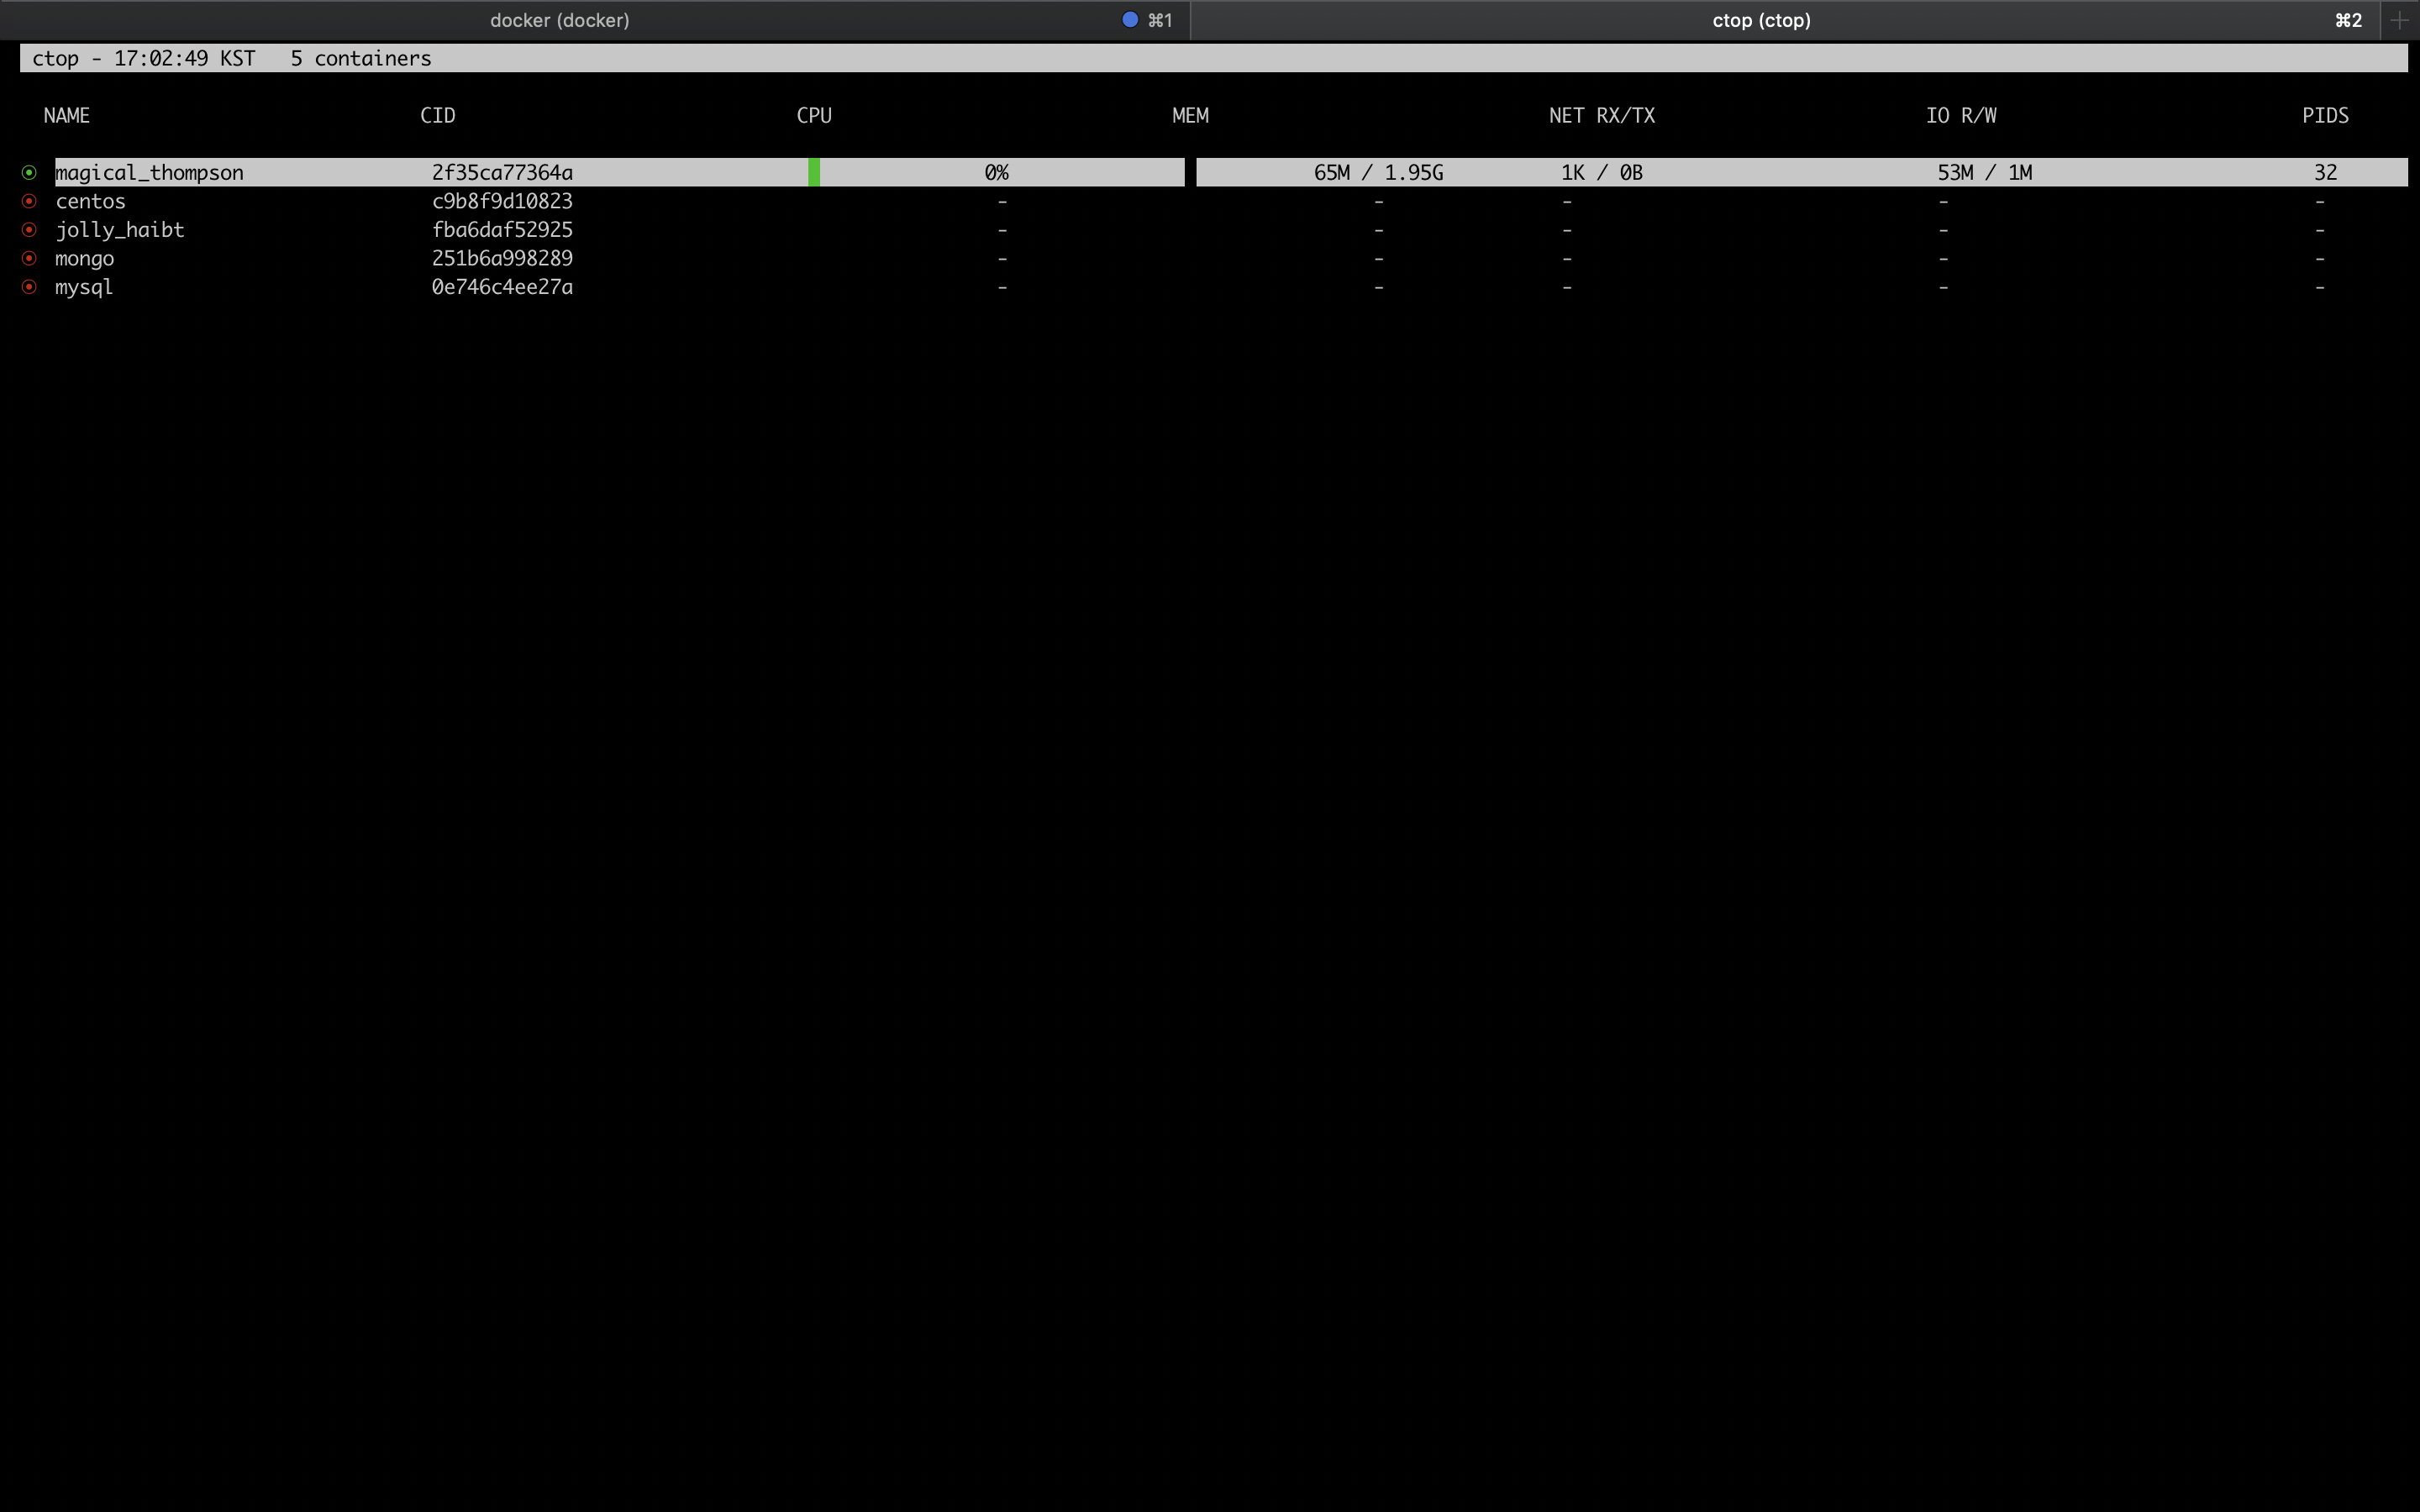 docker (docker) ⌘1 ctop (ctop) ⌘2 +
ctop - 17:02:49 KST 5 containers
NAME CID CPU MEM NET RX/TX IO R/W PIDS
magical_thompson 2f35ca77364a 0% 65M / 1.95G 1K / 0B 53M / 1M 32
centos c9b8f9d10823 - - - - -
jolly_haibt fba6daf52925 - - - - -
mongo 251b6a998289 - - - - -
mysql 0e746c4ee27a - - - - -